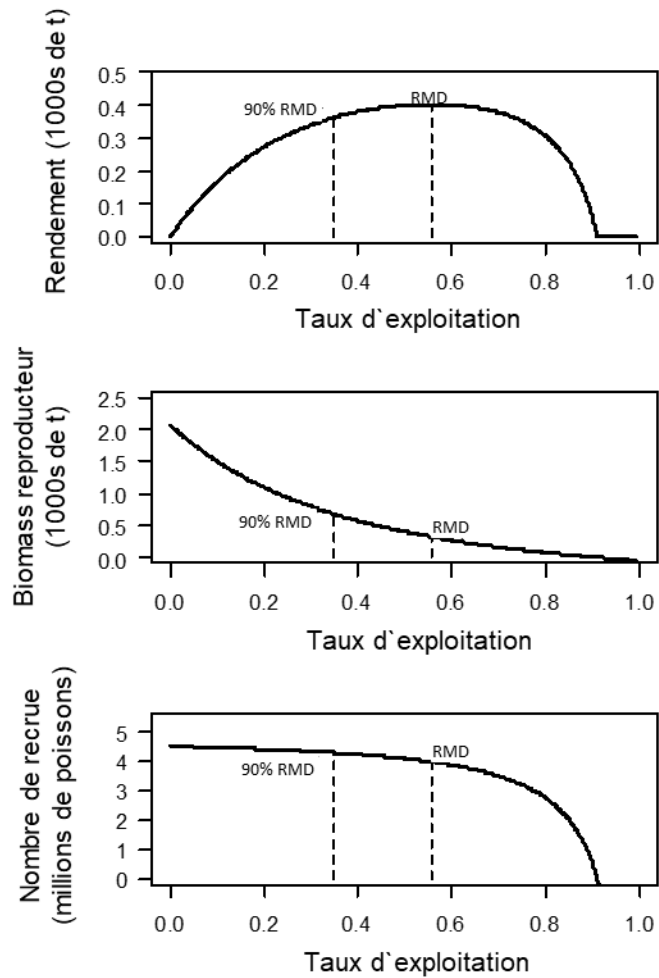 Rendement (1000s de t)
0.5
0.4
0.3
0.2
0.1
0.0
90% RMD
RMD
0.0 0.2 0.4 0.6 0.8 1.0
Taux d`exploitation
Biomass reproducteur
(1000s de t)
2.5
2.0
1.5
1.0
0.5
0.0
90% RMD
RMD
0.0 0.2 0.4 0.6 0.8 1.0
Taux d`exploitation
Nombre de recrue
(millions de poissons)
5
4
3
2
1
0
90% RMD
RMD
0.0 0.2 0.4 0.6 0.8 1.0
Taux d`exploitation